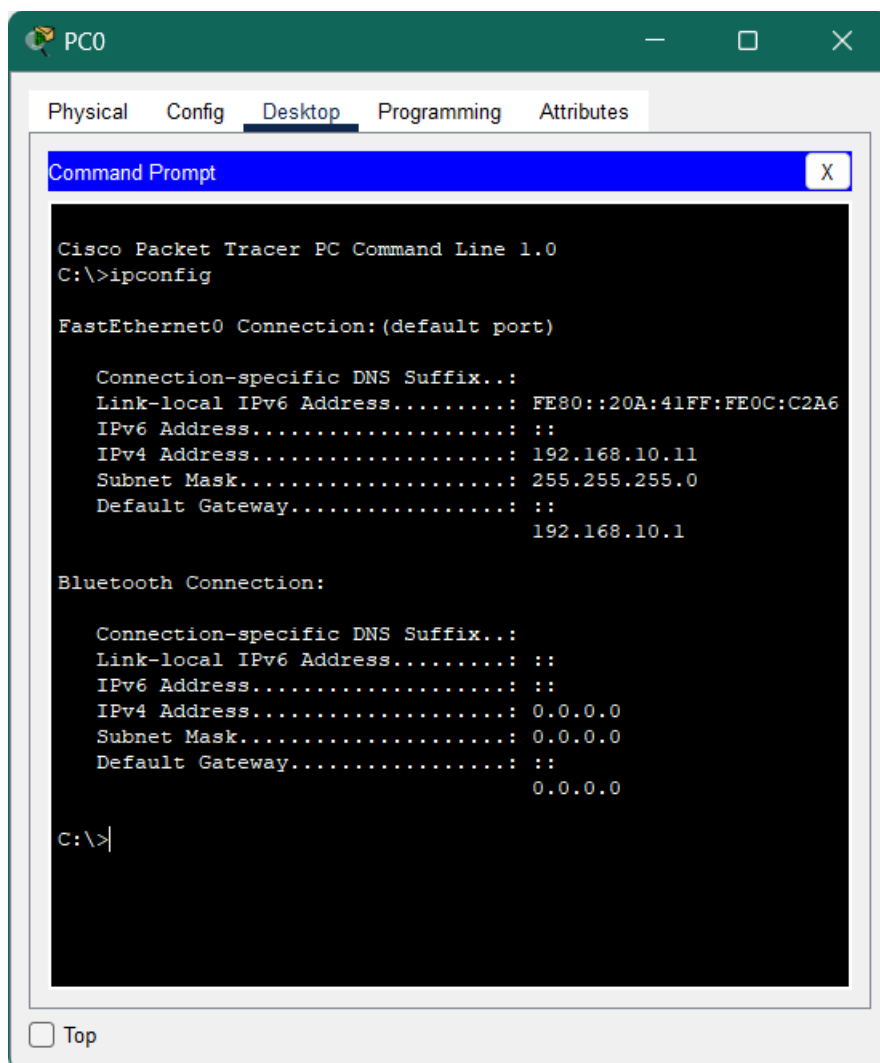 PC0
Physical Config Desktop Programming Attributes
Command Prompt X
Cisco Packet Tracer PC Command Line 1.0
C:\>ipconfig
FastEthernet0 Connection:(default port)
Connection-specific DNS Suffix..:
Link-local IPv6 Address.........: FE80::20A:41FF:FE0C:C2A6
IPv6 Address....................: ::
IPv4 Address....................: 192.168.10.11
Subnet Mask.....................: 255.255.255.0
Default Gateway.................: ::
192.168.10.1
Bluetooth Connection:
Connection-specific DNS Suffix..:
Link-local IPv6 Address.........: ::
IPv6 Address....................: ::
IPv4 Address....................: 0.0.0.0
Subnet Mask.....................: 0.0.0.0
Default Gateway.................: ::
0.0.0.0
C:\>
Top